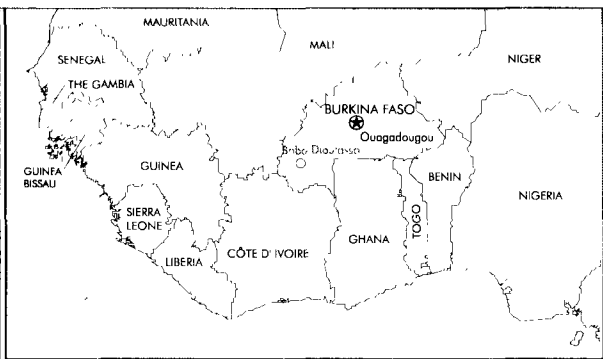 MAURITANIA
MALI
SENEGAL
NIGER
THE GAMBIA
BURKINA FASO
Ouagadougou
GUINEA
BISSAU
GUINEA
BENIN
NIGERIA
SIERRA
LEONE
TOGO
GHANA
CÔTE D'IVOIRE
LIBERIA